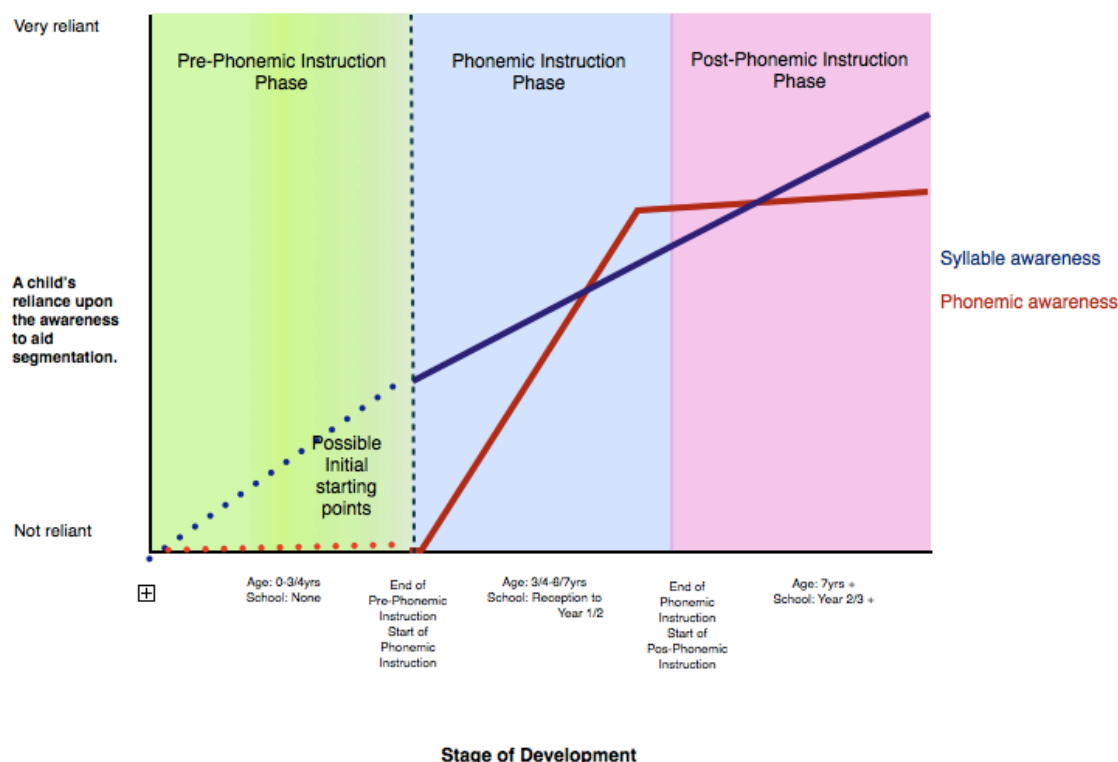 Very reliant
Pre-Phonemic Instruction
Phase
Phonemic Instruction
Phase
Post-Phonemic Instruction
Phase
A child's
reliance upon
the awareness
to aid
segmentation.
Syllable awareness
Phonemic awareness
Possible
Initial
starting
points
Not reliant
Age: 0-3/4yrs
School: None
End of
Pre-Phonemic
Instruction
Start of
Phonemic
Instruction
Age: 3/4-6/7yrs
School: Reception to
Year 1/2
End of
Phonemic
Instruction
Start of
Pos-Phonemic
Instruction
Age: 7yrs +
School: Year 2/3 +
Stage of Development